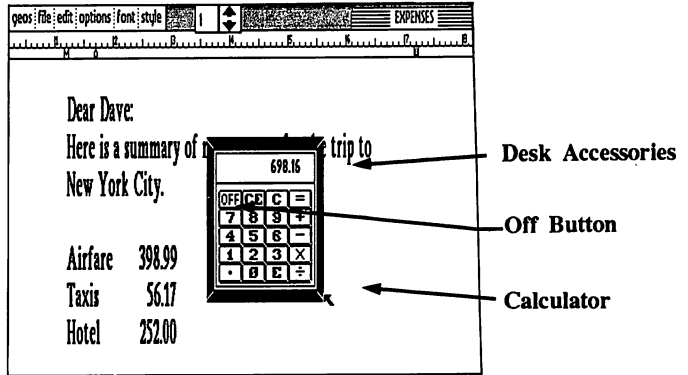 geos file edit options font style 1 EXPENSES
Dear Dave:
Here is a summary of trip to
New York City.
Airfare 398.99
Taxis 56.17
Hotel 252.00
698.16
OFF CE C =
7 8 9 +
4 5 6 −
1 2 3 X
. 0 E ÷
Desk Accessories
Off Button
Calculator